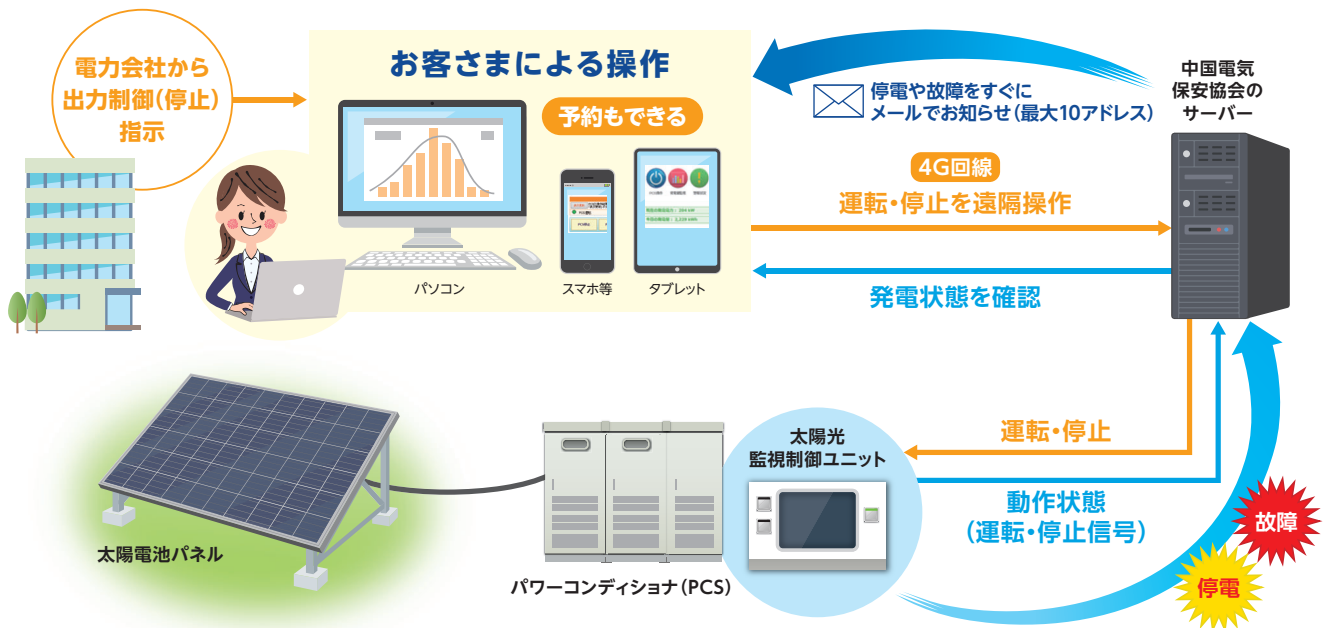 電力会社から
出力制御(停止)
指示
お客さまによる操作
予約もできる
パソコン
スマホ等
タブレット
停電や故障をすぐに
メールでお知らせ(最大10アドレス)
中国電気
保安協会の
サーバー
4G回線
運転・停止を遠隔操作
発電状態を確認
太陽電池パネル
パワーコンディショナ(PCS)
太陽光
監視制御ユニット
運転・停止
動作状態
(運転・停止信号)
故障
停電